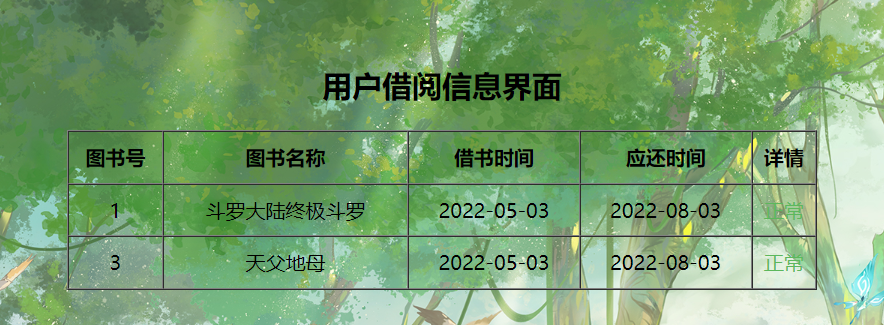 用户借阅信息界面
图书号 图书名称 借书时间 应还时间 详情
1 斗罗大陆终极斗罗 2022-05-03 2022-08-03 正常
3 天父地母 2022-05-03 2022-08-03 正常